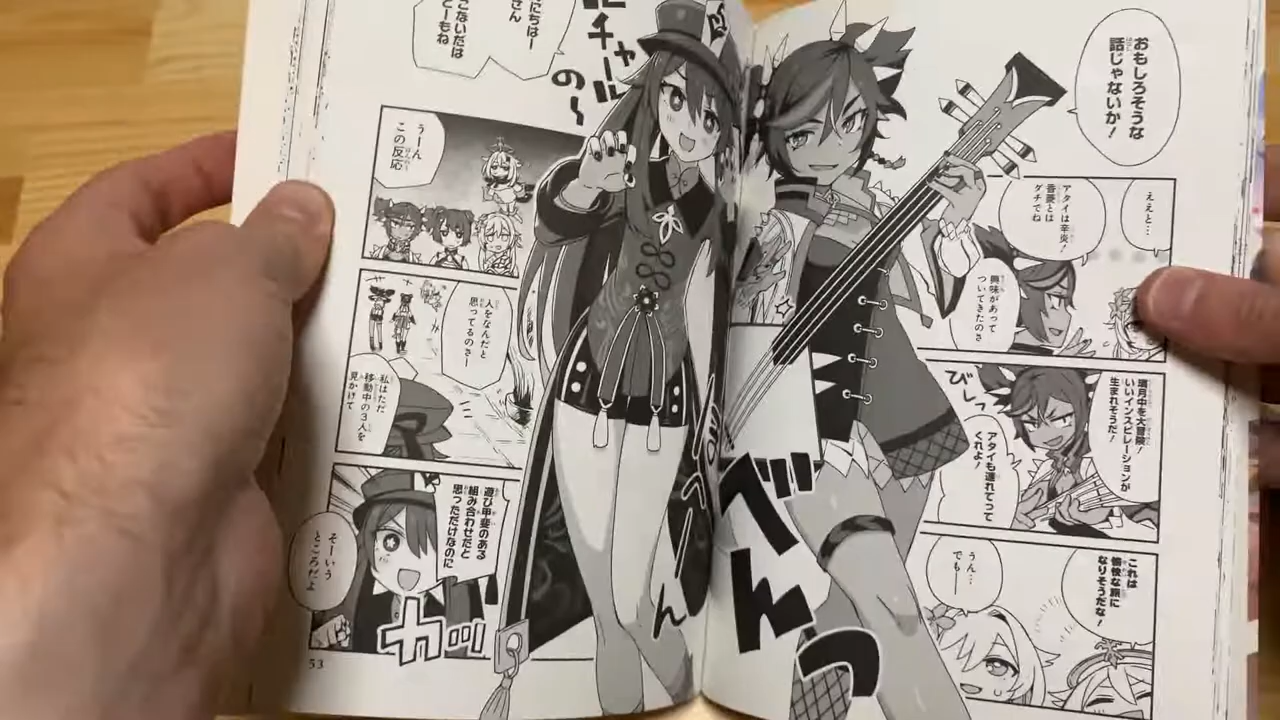 おもしろそうな
話じゃないか!
ええと…
アタイは辛炎!
香菱とは
ダチでね
興味があって
ついてきたのさ
璃月中を大冒険!
いいインスピレーションが
生まれそうだ!
びしっ
アタイも連れてって
くれよ!
これは
愉快な旅に
なりそうだな!
うん…
でも—
んっ
にちはー
さん
こないだは
どーもね
の〜
うーん
この反応
人をなんだと
思ってるのさー
私はただ
移動中の3人を
見かけて
遊び甲斐のある
組み合わせだと
思っただけなのに
そーいう
ところだよ
カッ
53